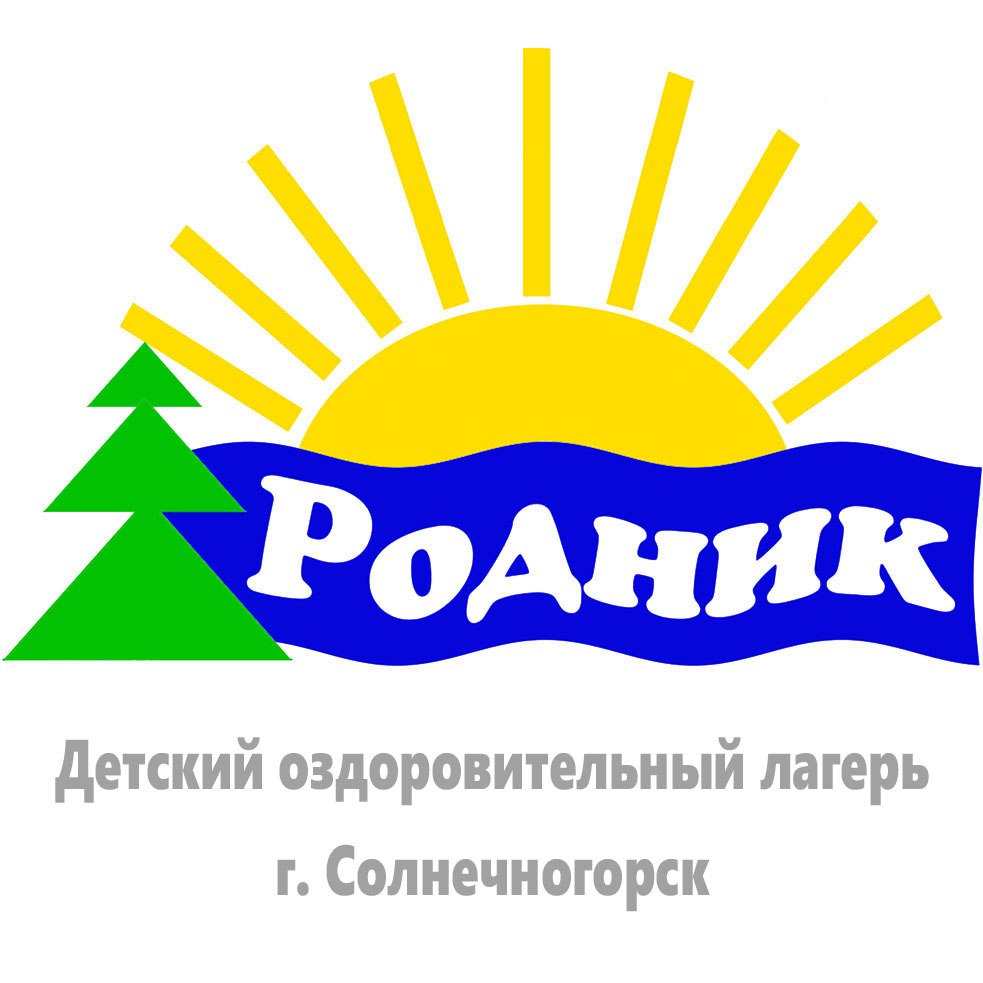 Родник
Детский оздоровительный лагерь
г. Солнечногорск